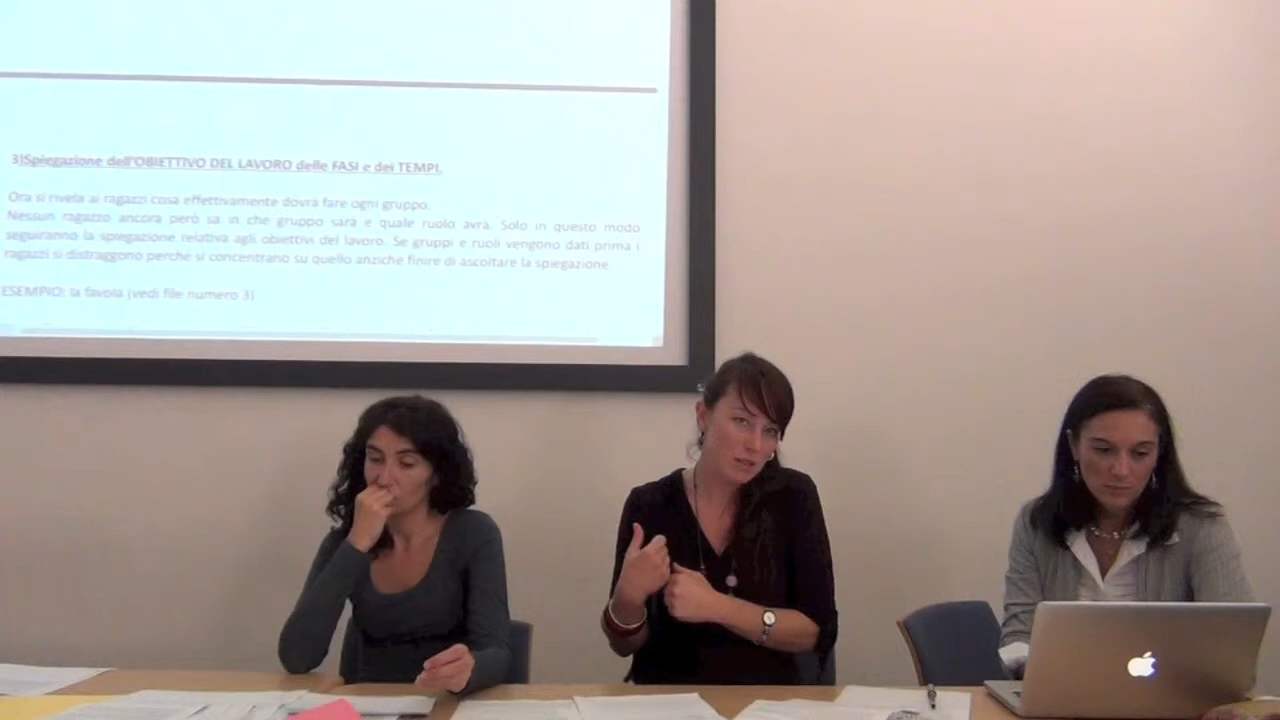 3)Spiegazione dell'OBIETTIVO DEL LAVORO delle FASI e dei TEMPI.
Ora si rivela ai ragazzi cosa effettivamente dovrà fare ogni gruppo.
Nessun ragazzo ancora però sa in che gruppo sarà e quale ruolo avrà. Solo in questo modo
seguiranno la spiegazione relativa agli obiettivi del lavoro. Se gruppi e ruoli vengono dati prima i
ragazzi si distraggono perche si concentrano su quello anziche finire di ascoltare la spiegazione.
ESEMPIO: la favola (vedi file numero 3)